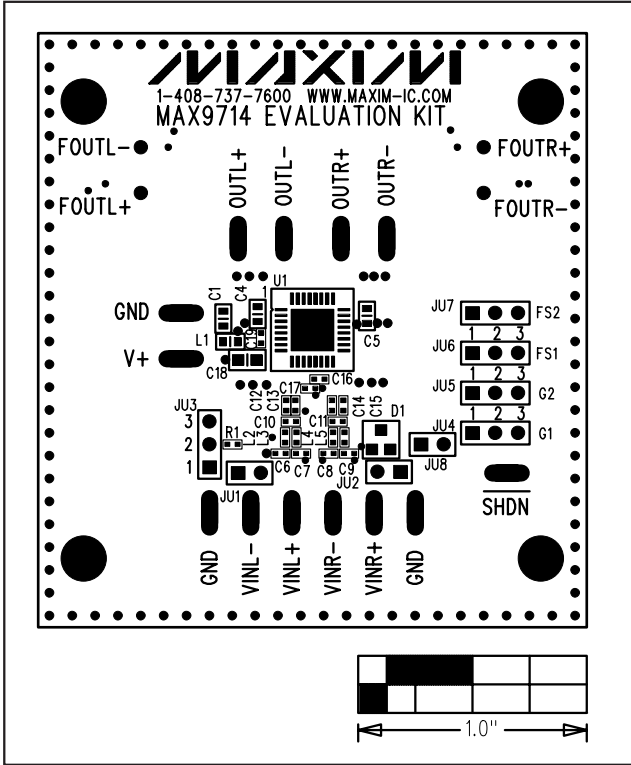 MAXIM
1-408-737-7600 WWW.MAXIM-IC.COM
MAX9714 EVALUATION KIT
FOUTL-
FOUTR+
FOUTL+
FOUTR-
OUTL+
OUTL-
OUTR+
OUTR-
C1
C4
1
U1
GND
C5
JU7
FS2
1 2 3
L1
C19
V+
JU6
FS1
1 2 3
C18
C16
C17
JU5
G2
1 2 3
C12
C13
C14
C15
D1
JU3
C10
C11
JU4
G1
3
2
1
R1
L2
L3
L4
L5
C6
C7
C8
C9
JU8
JU1
JU2
SHDN
GND
VINL-
VINL+
VINR-
VINR+
GND
1.0"